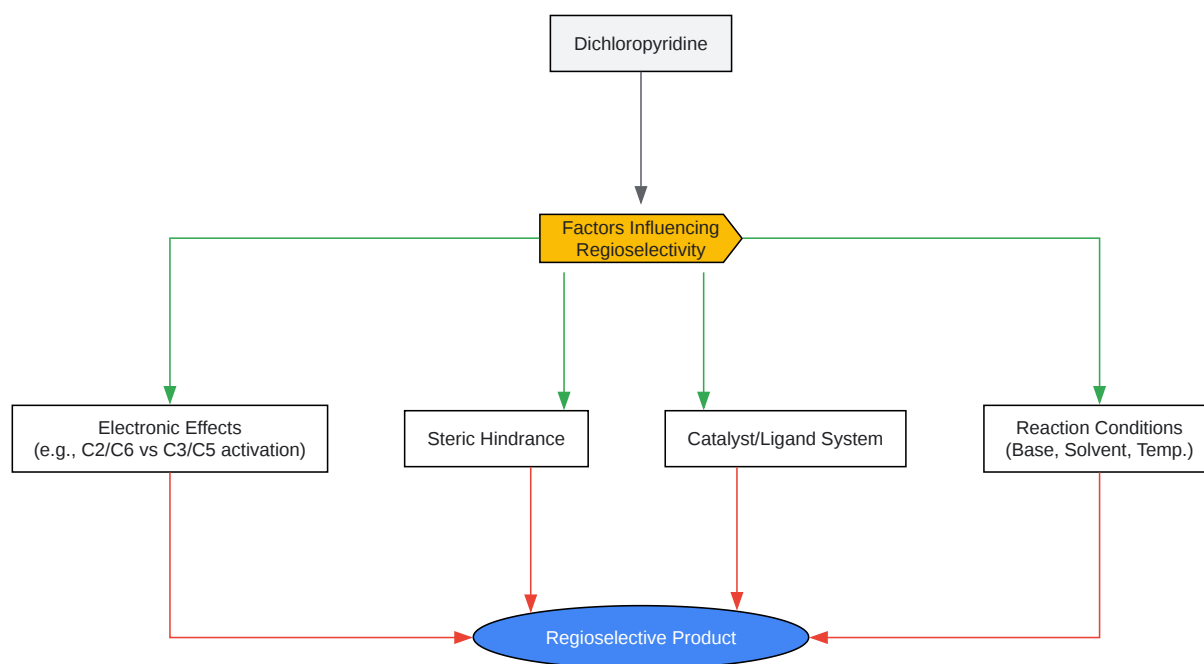 Dichloropyridine
Factors Influencing
Regioselectivity
Electronic Effects
(e.g., C2/C6 vs C3/C5 activation)
Steric Hindrance
Catalyst/Ligand System
Reaction Conditions
(Base, Solvent, Temp.)
Regioselective Product